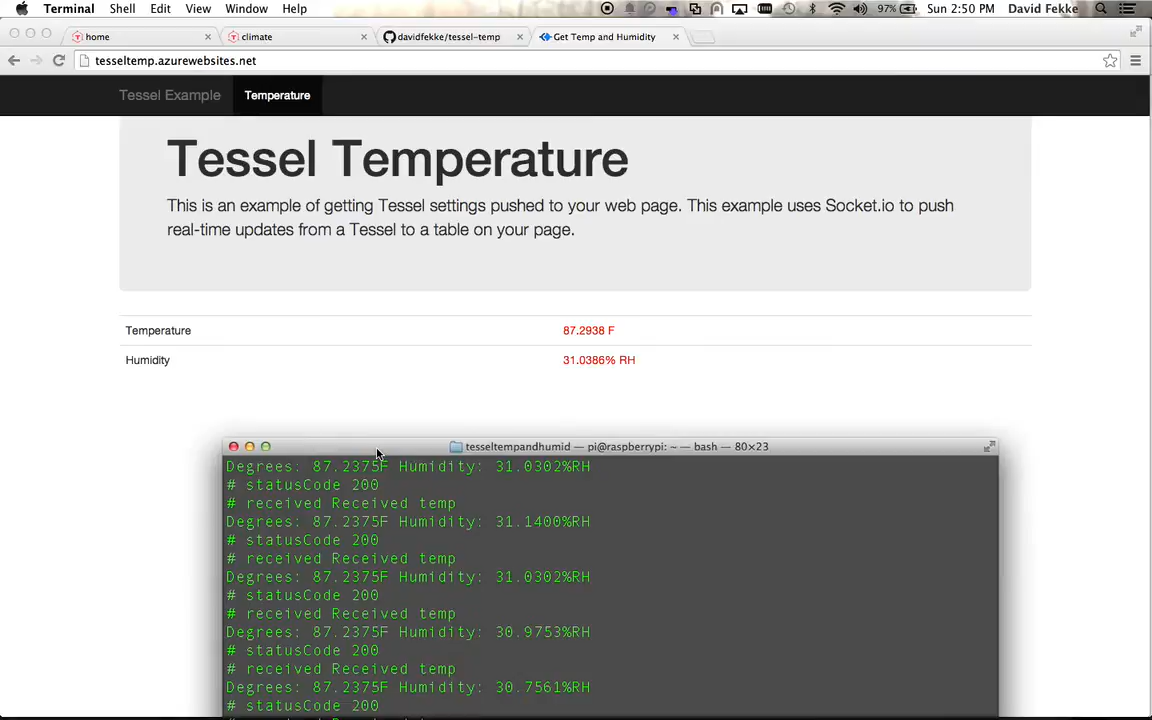 Terminal Shell Edit View Window Help 97% Sun 2:50 PM David Fekke
home climate davidfekke/tessel-temp Get Temp and Humidity
tesseltemp.azurewebsites.net
Tessel Example Temperature
Tessel Temperature
This is an example of getting Tessel settings pushed to your web page. This example uses Socket.io to push
real-time updates from a Tessel to a table on your page.
Temperature 87.2938 F
Humidity 31.0386% RH
tesseltempandhumid — pi@raspberrypi: ~ — bash — 80×23
Degrees: 87.2375F Humidity: 31.0302%RH
# statusCode 200
# received Received temp
Degrees: 87.2375F Humidity: 31.1400%RH
# statusCode 200
# received Received temp
Degrees: 87.2375F Humidity: 31.0302%RH
# statusCode 200
# received Received temp
Degrees: 87.2375F Humidity: 30.9753%RH
# statusCode 200
# received Received temp
Degrees: 87.2375F Humidity: 30.7561%RH
# statusCode 200